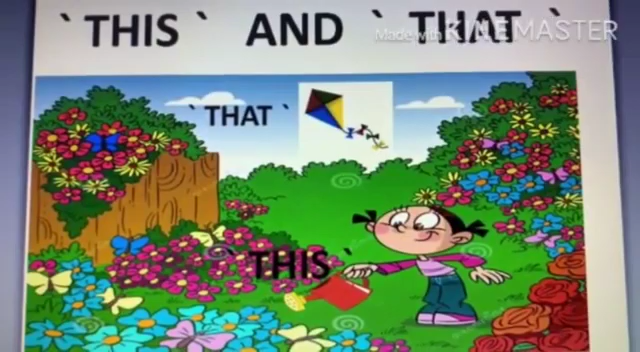 ` THIS ` AND ` THAT `
Made with KINEMASTER
` THAT `
` THIS `